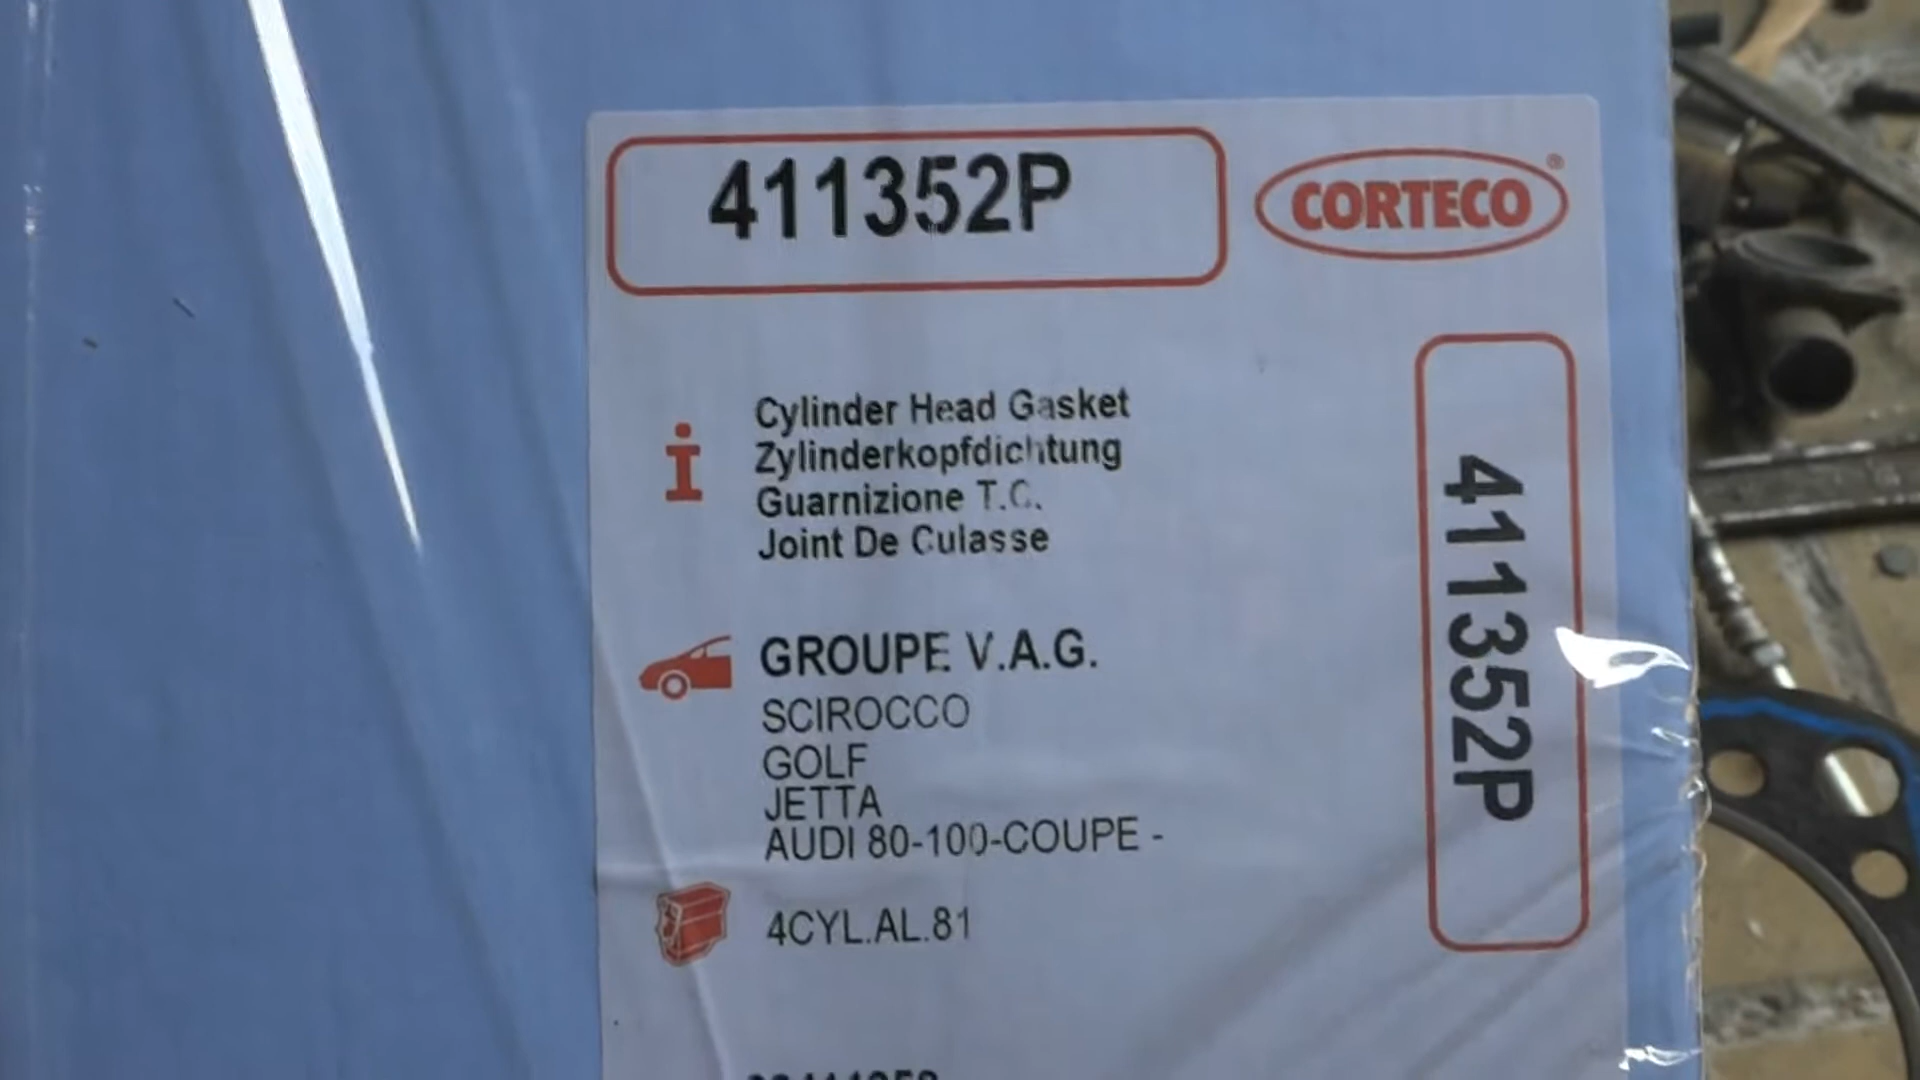 411352P
CORTECO®
Cylinder Head Gasket
Zylinderkopfdichtung
Guarnizione T.C.
Joint De Culasse
411352P
GROUPE V.A.G.
SCIROCCO
GOLF
JETTA
AUDI 80-100-COUPE -
4CYL.AL.81